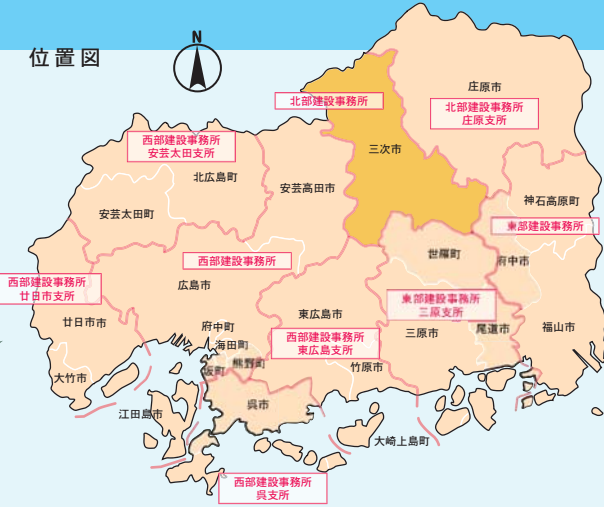 位置図
N
庄原市
北部建設事務所
北部建設事務所
庄原支所
西部建設事務所
安芸太田支所
三次市
北広島町
安芸高田市
神石高原町
安芸太田町
東部建設事務所
世羅町
西部建設事務所
府中市
西部建設事務所
廿日市支所
広島市
東部建設事務所
三原支所
東広島市
廿日市市
府中町
三原市
尾道市
福山市
海田町
西部建設事務所
東広島支所
熊野町
坂町
竹原市
大竹市
呉市
江田島市
大崎上島町
西部建設事務所
呉支所